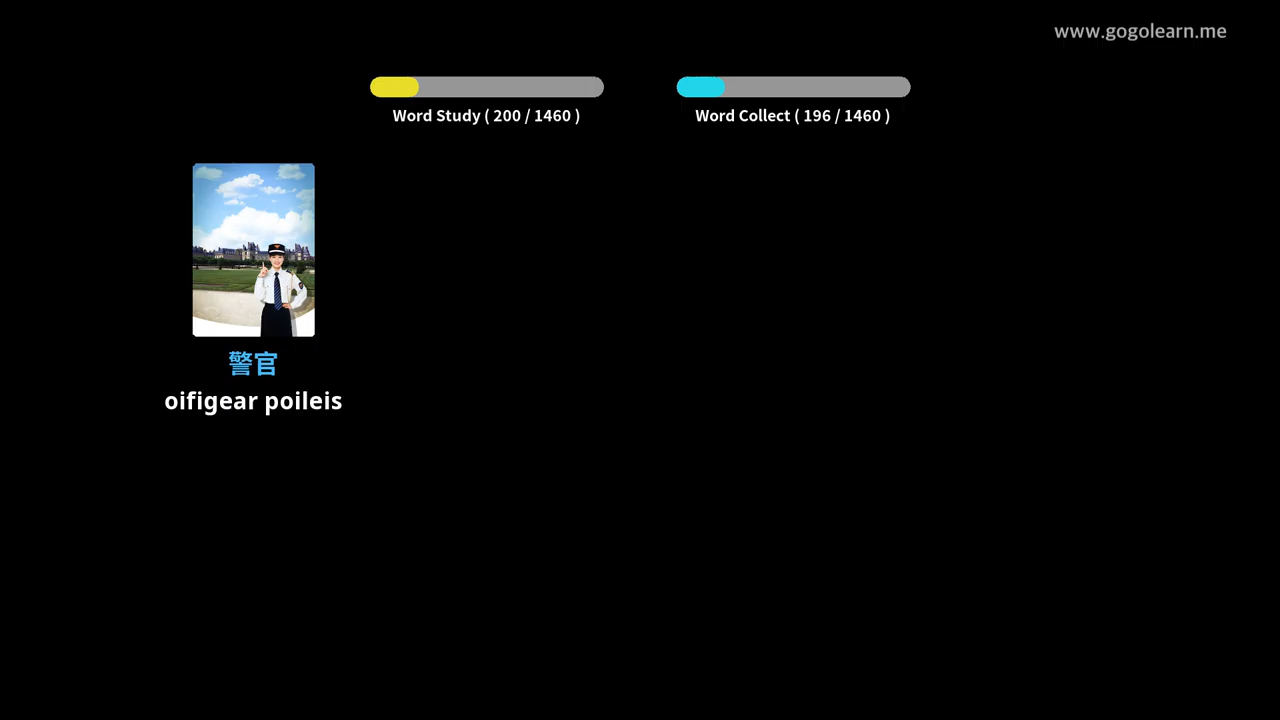 www.gogolearn.me
Word Study ( 200 / 1460 )
Word Collect ( 196 / 1460 )
警官
oifigear poileis